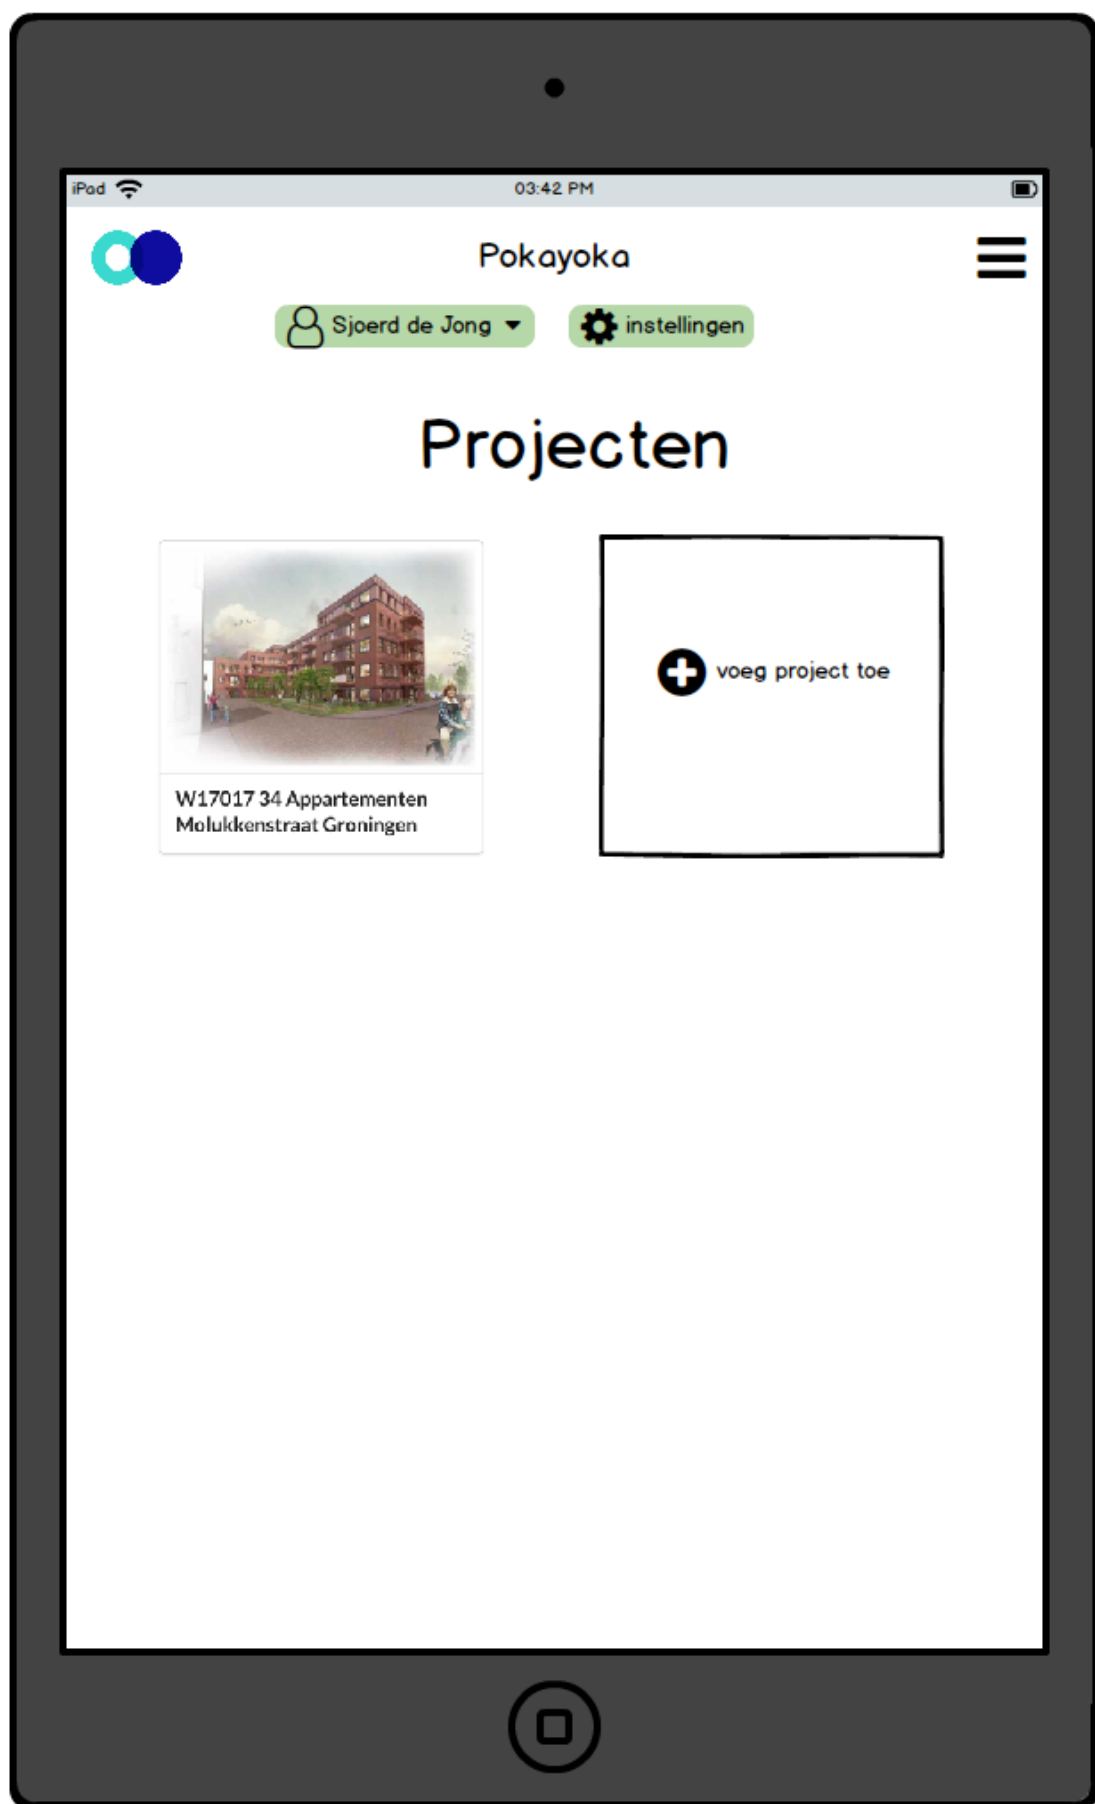 iPad
03:42 PM
Pokayoka
Sjoerd de Jong
instellingen
Projecten
voeg project toe
W17017 34 Appartementen
Molukkenstraat Groningen